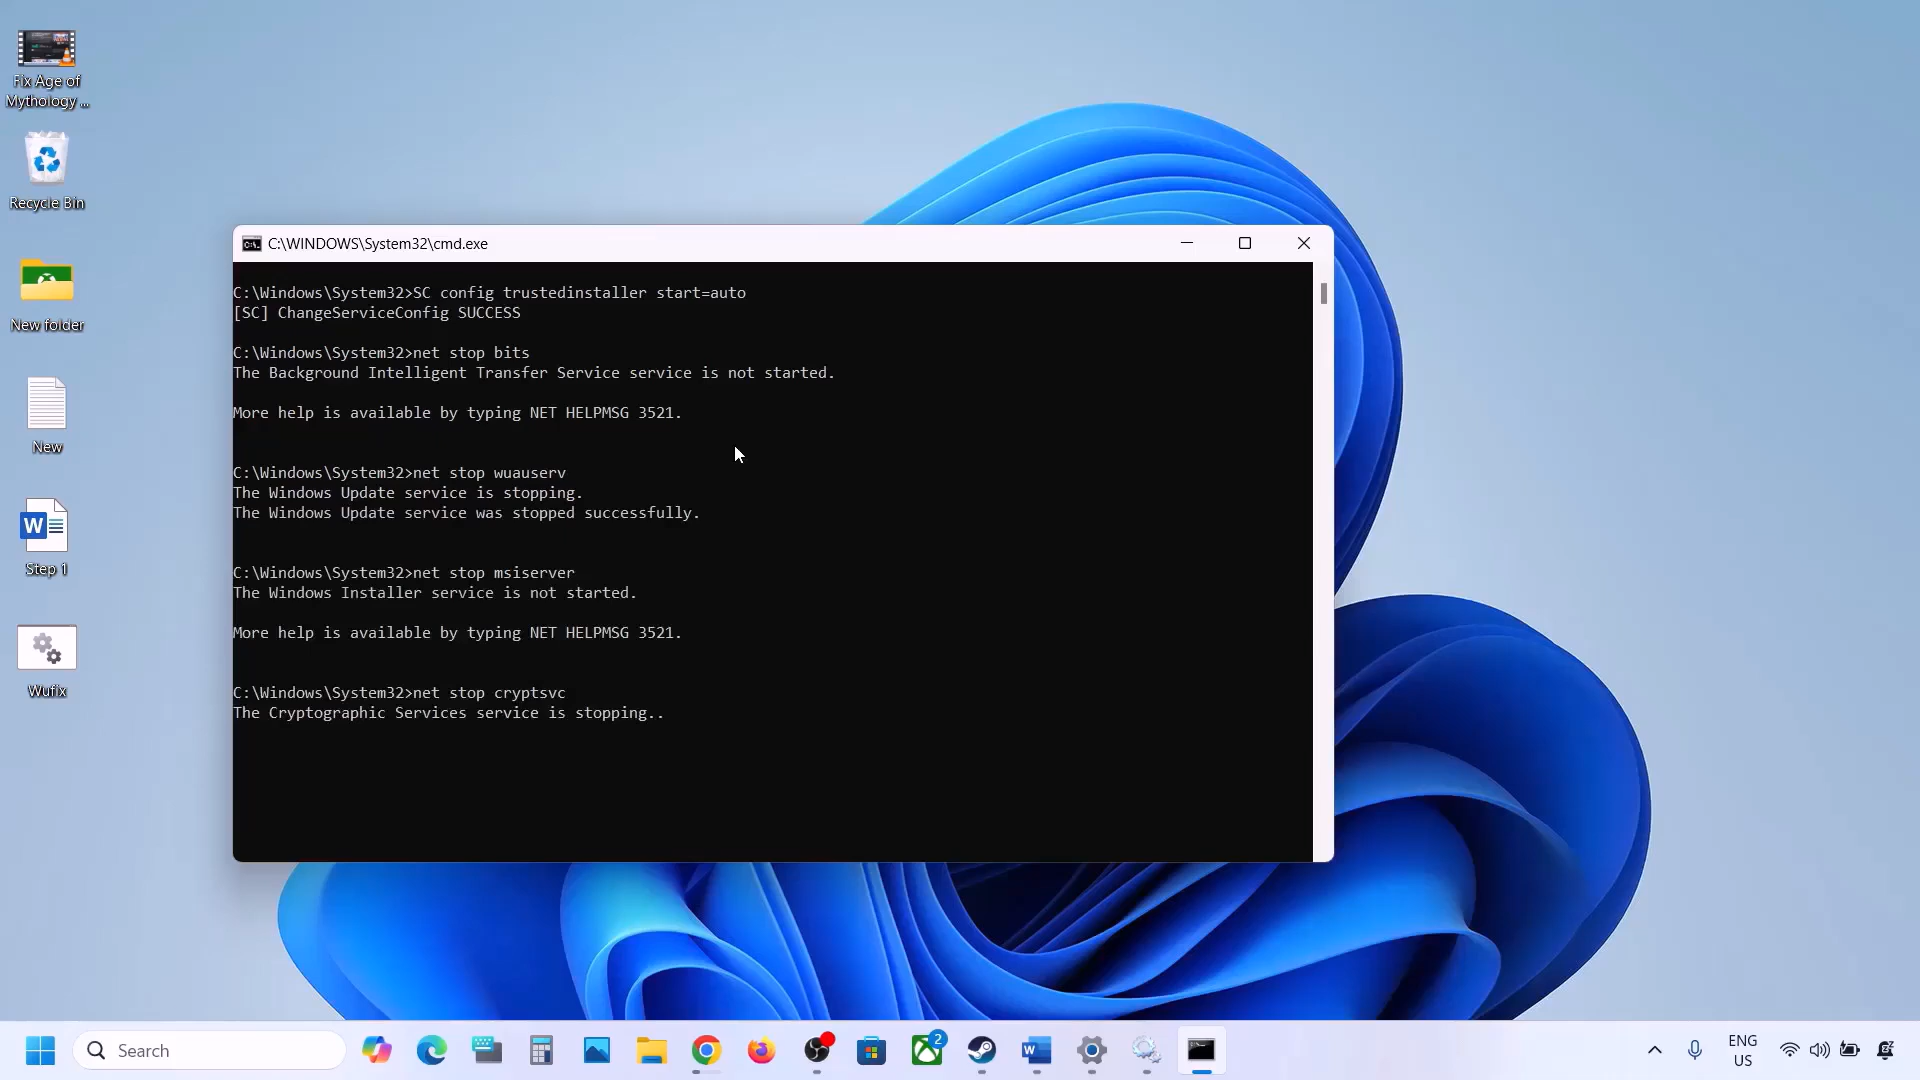 Fix Age of
Mythology ...
Recycle Bin
New folder
New
Step 1
Wufix
C:\WINDOWS\System32\cmd.exe
C:\Windows\System32>SC config trustedinstaller start=auto
[SC] ChangeServiceConfig SUCCESS
C:\Windows\System32>net stop bits
The Background Intelligent Transfer Service service is not started.
More help is available by typing NET HELPMSG 3521.
C:\Windows\System32>net stop wuauserv
The Windows Update service is stopping.
The Windows Update service was stopped successfully.
C:\Windows\System32>net stop msiserver
The Windows Installer service is not started.
More help is available by typing NET HELPMSG 3521.
C:\Windows\System32>net stop cryptsvc
The Cryptographic Services service is stopping..
Search
2
ENG
US